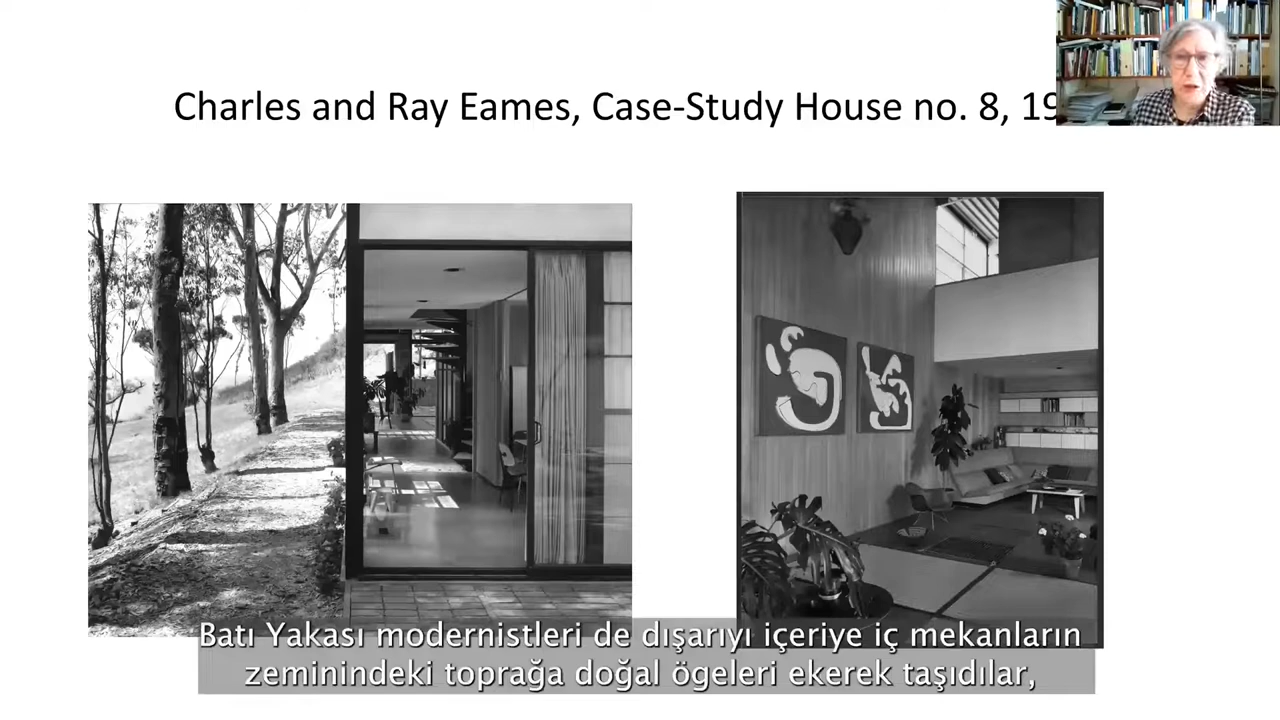 Charles and Ray Eames, Case-Study House no. 8, 19
Batı Yakası modernistleri de dışarıyı içeriye iç mekanların
zeminindeki toprağa doğal ögeleri ekerek taşıdılar,